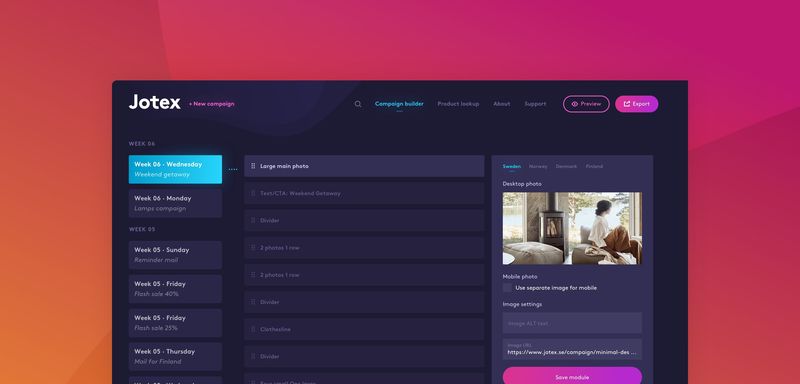 Jotex
+ New campaign
Campaign builder
Product lookup
About
Support
Preview
Export
WEEK 06
Week 06 · Wednesday
Weekend getaway
Week 06 · Monday
Lamps campaign
WEEK 05
Week 05 · Sunday
Reminder mail
Week 05 · Friday
Flash sale 40%
Week 05 · Friday
Flash sale 25%
Week 05 · Thursday
Mail For Finland
Large main photo
Text/CTA: Weekend Getaway
Divider
2 photos 1 row
2 photos 1 row
Divider
Clothesline
Divider
Sweden
Norway
Denmark
Finland
Desktop photo
Mobile photo
Use separate image for mobile
Image settings
Image ALT text
Image URL
https://www.jotex.se/campaign/minimal-des ...
Save module